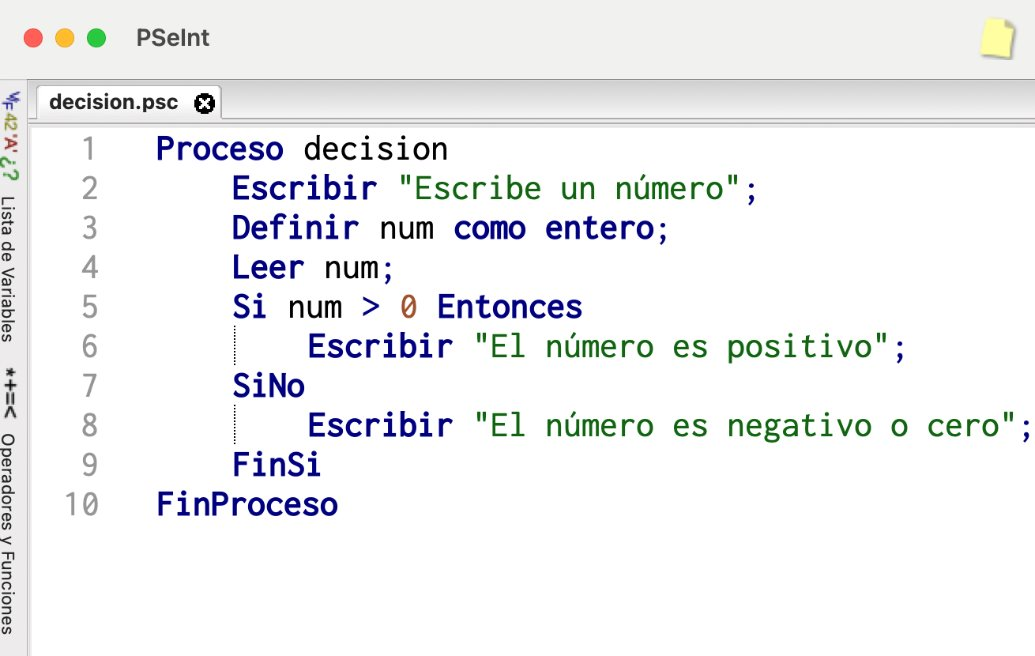 PSeInt
decision.psc
1 Proceso decision
2 Escribir "Escribe un número";
3 Definir num como entero;
4 Leer num;
5 Si num > 0 Entonces
6 Escribir "El número es positivo";
7 SiNo
8 Escribir "El número es negativo o cero";
9 FinSi
10 FinProceso
42 'A' ¿?
Lista de Variables
*+=<
Operadores y Funciones